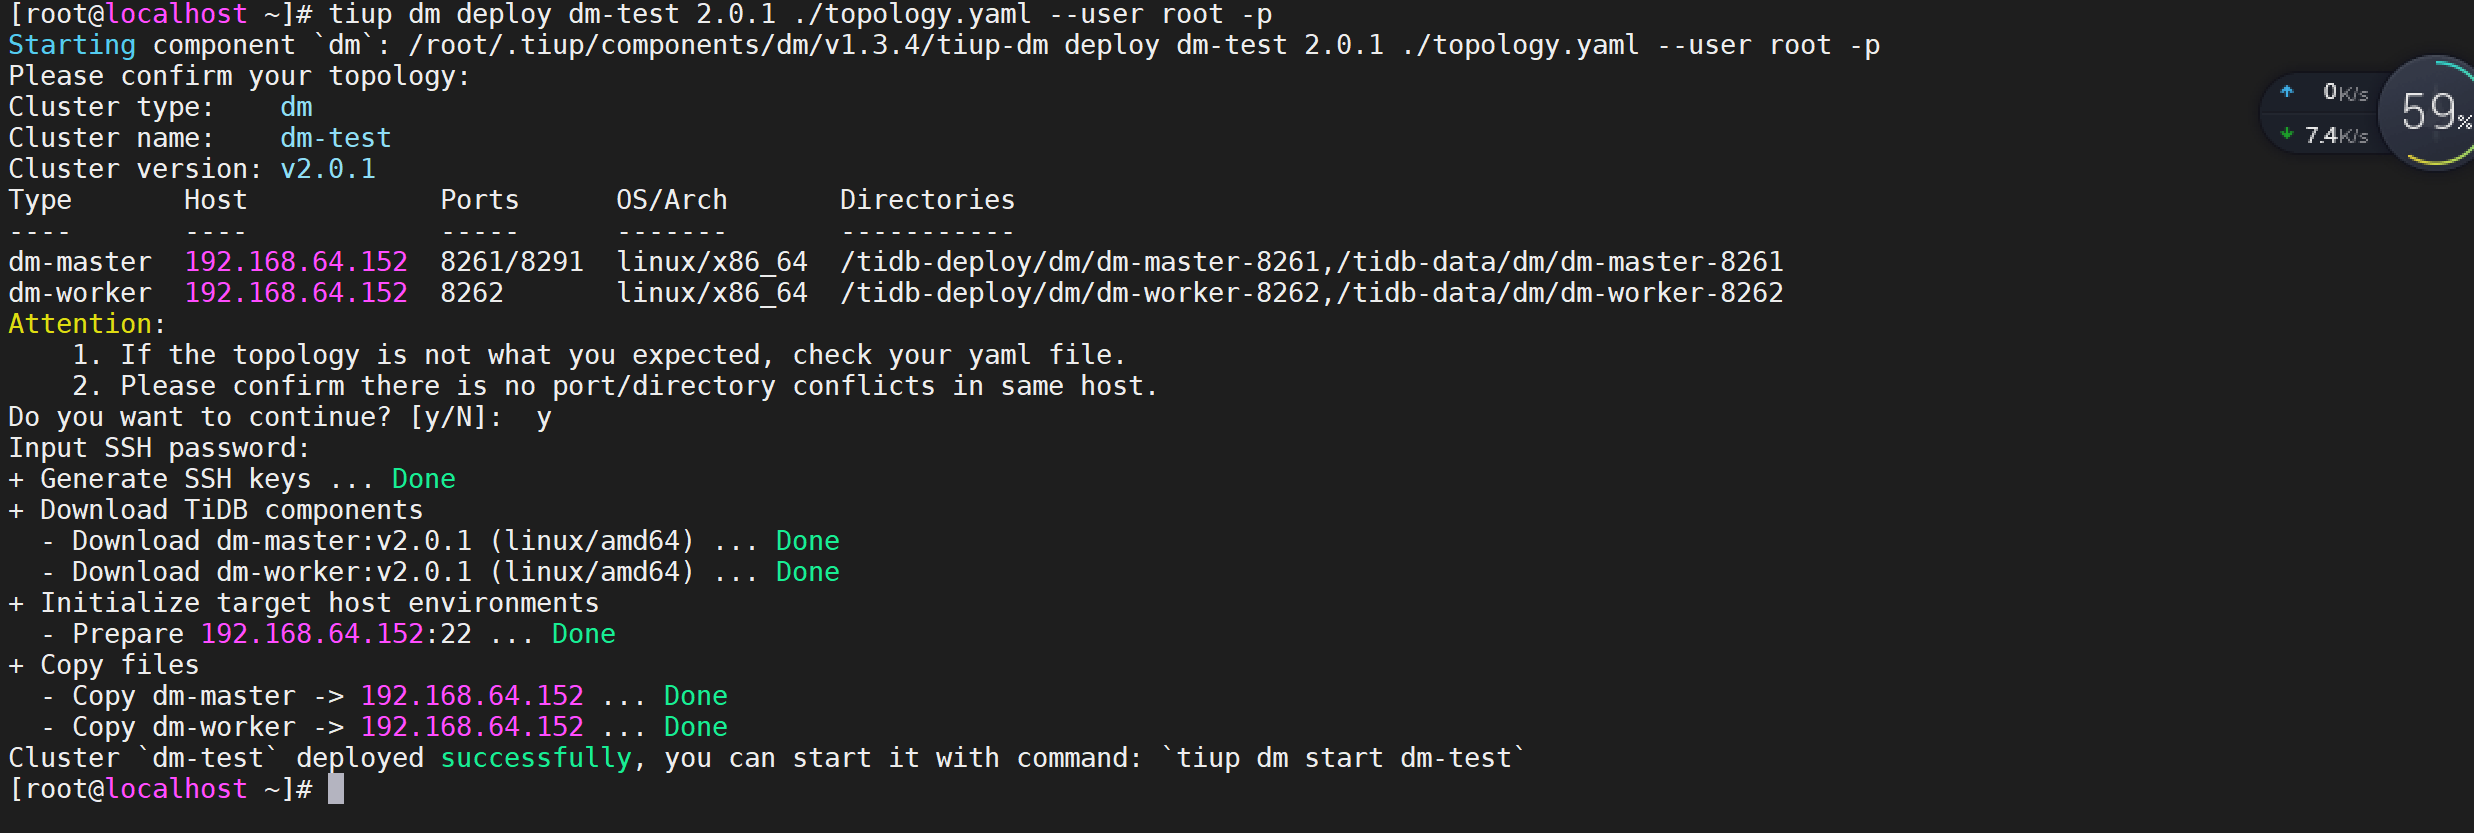 [root@localhost ~]# tiup dm deploy dm-test 2.0.1 ./topology.yaml --user root -p
Starting component `dm`: /root/.tiup/components/dm/v1.3.4/tiup-dm deploy dm-test 2.0.1 ./topology.yaml --user root -p
Please confirm your topology:
Cluster type:    dm
Cluster name:    dm-test
Cluster version: v2.0.1
Type       Host            Ports      OS/Arch       Directories
----       ----            -----      -------       -----------
dm-master  192.168.64.152  8261/8291  linux/x86_64  /tidb-deploy/dm/dm-master-8261,/tidb-data/dm/dm-master-8261
dm-worker  192.168.64.152  8262       linux/x86_64  /tidb-deploy/dm/dm-worker-8262,/tidb-data/dm/dm-worker-8262
Attention:
    1. If the topology is not what you expected, check your yaml file.
    2. Please confirm there is no port/directory conflicts in same host.
Do you want to continue? [y/N]:  y
Input SSH password:
+ Generate SSH keys ... Done
+ Download TiDB components
  - Download dm-master:v2.0.1 (linux/amd64) ... Done
  - Download dm-worker:v2.0.1 (linux/amd64) ... Done
+ Initialize target host environments
  - Prepare 192.168.64.152:22 ... Done
+ Copy files
  - Copy dm-master -> 192.168.64.152 ... Done
  - Copy dm-worker -> 192.168.64.152 ... Done
Cluster `dm-test` deployed successfully, you can start it with command: `tiup dm start dm-test`
[root@localhost ~]#
0K/s
7.4K/s
59%